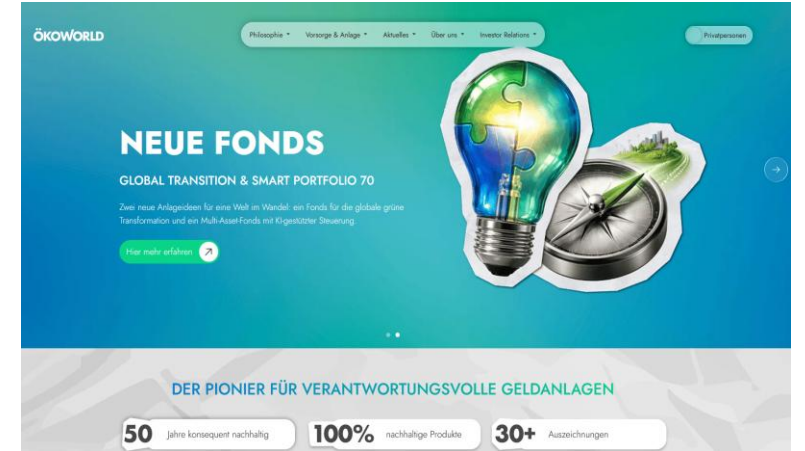 ÖKOWORLD
Philosophie
Vorsorge & Anlage
Aktuelles
Über uns
Investor Relations
Privatpersonen
NEUE FONDS
GLOBAL TRANSITION & SMART PORTFOLIO 70
Zwei neue Anlageideen für eine Welt im Wandel: ein Fonds für die globale grüne
Transformation und ein Multi-Asset-Fonds mit KI-gestützter Steuerung.
Hier mehr erfahren
DER PIONIER FÜR VERANTWORTUNGSVOLLE GELDANLAGEN
50 Jahre konsequent nachhaltig
100% nachhaltige Produkte
30+ Auszeichnungen